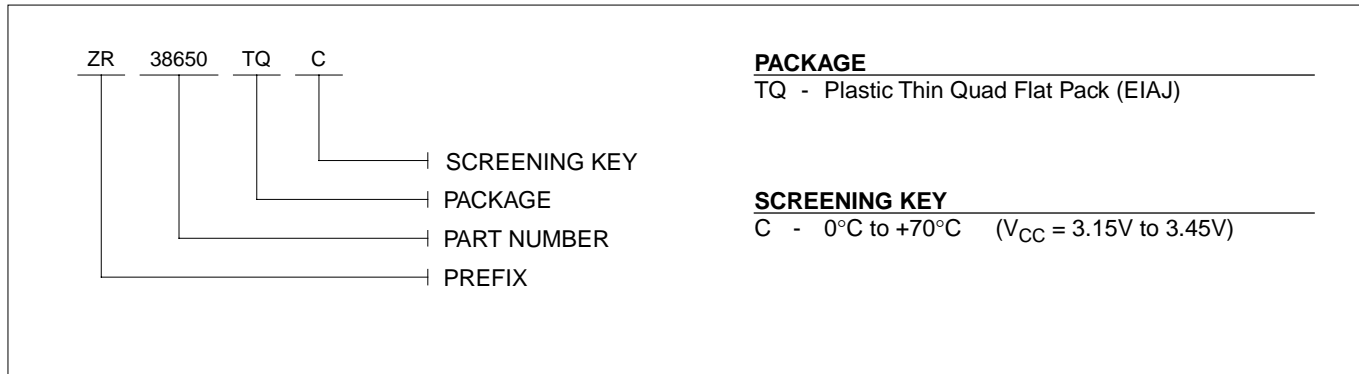 ZR 38650 TQ C
SCREENING KEY
PACKAGE
PART NUMBER
PREFIX
PACKAGE
TQ - Plastic Thin Quad Flat Pack (EIAJ)
SCREENING KEY
C - 0°C to +70°C (VCC = 3.15V to 3.45V)